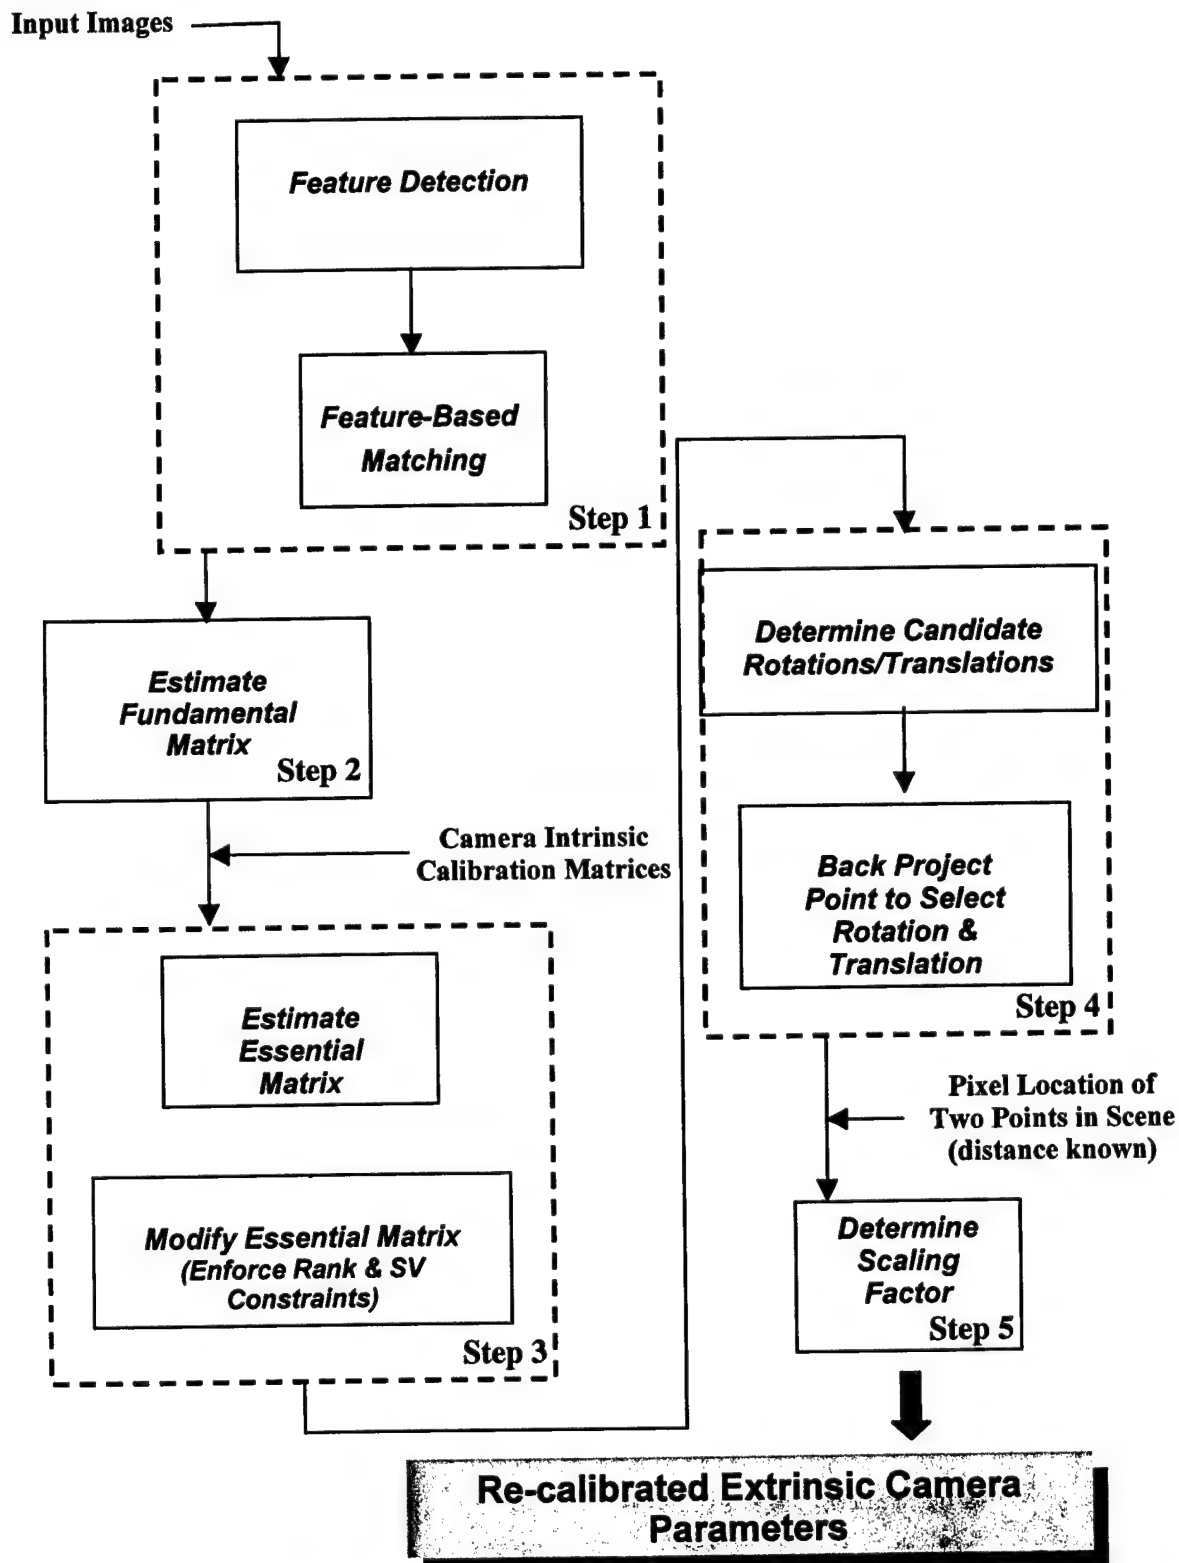 Input Images
Feature Detection
Feature-Based
Matching
Step 1
Estimate
Fundamental
Matrix
Step 2
Camera Intrinsic
Calibration Matrices
Estimate
Essential
Matrix
Modify Essential Matrix
(Enforce Rank & SV
Constraints)
Step 3
Determine Candidate
Rotations/Translations
Back Project
Point to Select
Rotation &
Translation
Step 4
Pixel Location of
Two Points in Scene
(distance known)
Determine
Scaling
Factor
Step 5
Re-calibrated Extrinsic Camera
Parameters